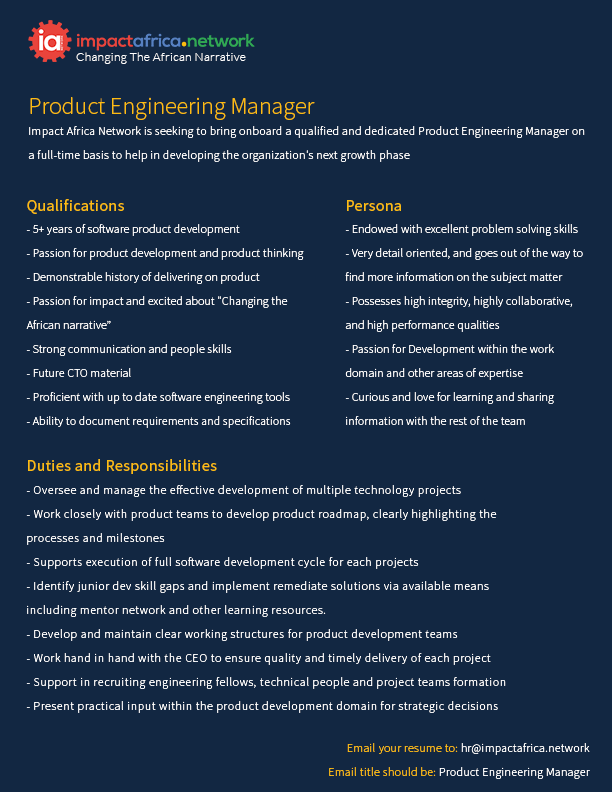 ia
impactafrica.network
Changing The African Narrative
Product Engineering Manager
Impact Africa Network is seeking to bring onboard a qualified and dedicated Product Engineering Manager on
a full-time basis to help in developing the organization's next growth phase
Qualifications
- 5+ years of software product development
- Passion for product development and product thinking
- Demonstrable history of delivering on product
- Passion for impact and excited about "Changing the
African narrative"
- Strong communication and people skills
- Future CTO material
- Proficient with up to date software engineering tools
- Ability to document requirements and specifications
Persona
- Endowed with excellent problem solving skills
- Very detail oriented, and goes out of the way to
find more information on the subject matter
- Possesses high integrity, highly collaborative,
and high performance qualities
- Passion for Development within the work
domain and other areas of expertise
- Curious and love for learning and sharing
information with the rest of the team
Duties and Responsibilities
- Oversee and manage the effective development of multiple technology projects
- Work closely with product teams to develop product roadmap, clearly highlighting the
processes and milestones
- Supports execution of full software development cycle for each projects
- Identify junior dev skill gaps and implement remediate solutions via available means
including mentor network and other learning resources.
- Develop and maintain clear working structures for product development teams
- Work hand in hand with the CEO to ensure quality and timely delivery of each project
- Support in recruiting engineering fellows, technical people and project teams formation
- Present practical input within the product development domain for strategic decisions
Email your resume to: hr@impactafrica.network
Email title should be: Product Engineering Manager